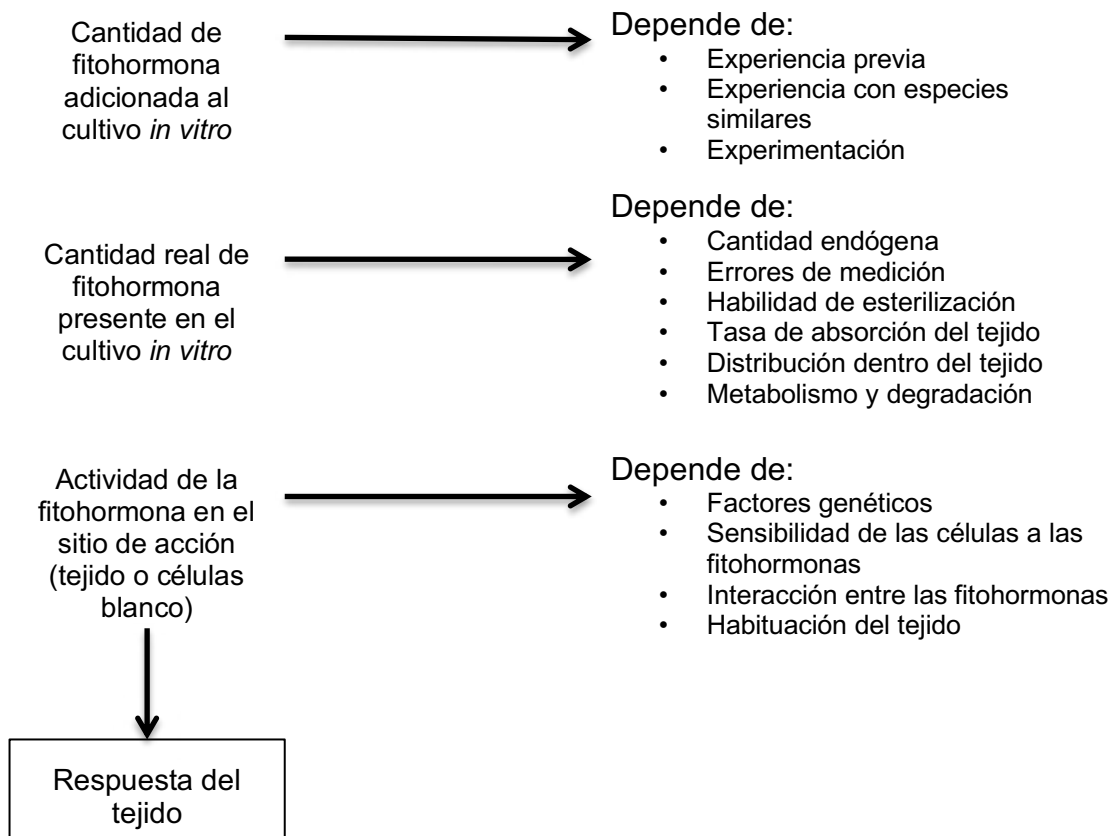 Cantidad de
fitohormona
adicionada al
cultivo in vitro
Depende de:
• Experiencia previa
• Experiencia con especies
similares
• Experimentación
Cantidad real de
fitohormona
presente en el
cultivo in vitro
Depende de:
• Cantidad endógena
• Errores de medición
• Habilidad de esterilización
• Tasa de absorción del tejido
• Distribución dentro del tejido
• Metabolismo y degradación
Actividad de la
fitohormona en el
sitio de acción
(tejido o células
blanco)
Depende de:
• Factores genéticos
• Sensibilidad de las células a las
fitohormonas
• Interacción entre las fitohormonas
• Habituación del tejido
Respuesta del
tejido